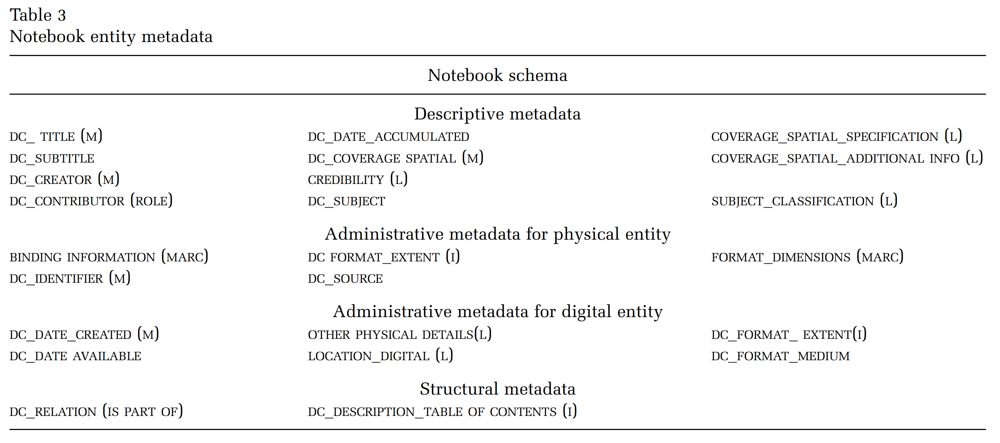 Table 3
Notebook entity metadata
Notebook schema
Descriptive metadata
DC_ TITLE (M) DC_DATE_ACCUMULATED COVERAGE_SPATIAL_SPECIFICATION (L)
DC_SUBTITLE DC_COVERAGE SPATIAL (M) COVERAGE_SPATIAL_ADDITIONAL INFO (L)
DC_CREATOR (M) CREDIBILITY (L)
DC_CONTRIBUTOR (ROLE) DC_SUBJECT SUBJECT_CLASSIFICATION (L)
Administrative metadata for physical entity
BINDING INFORMATION (MARC) DC FORMAT_EXTENT (I) FORMAT_DIMENSIONS (MARC)
DC_IDENTIFIER (M) DC_SOURCE
Administrative metadata for digital entity
DC_DATE_CREATED (M) OTHER PHYSICAL DETAILS(L) DC_FORMAT_ EXTENT(I)
DC_DATE AVAILABLE LOCATION_DIGITAL (L) DC_FORMAT_MEDIUM
Structural metadata
DC_RELATION (IS PART OF) DC_DESCRIPTION_TABLE OF CONTENTS (I)